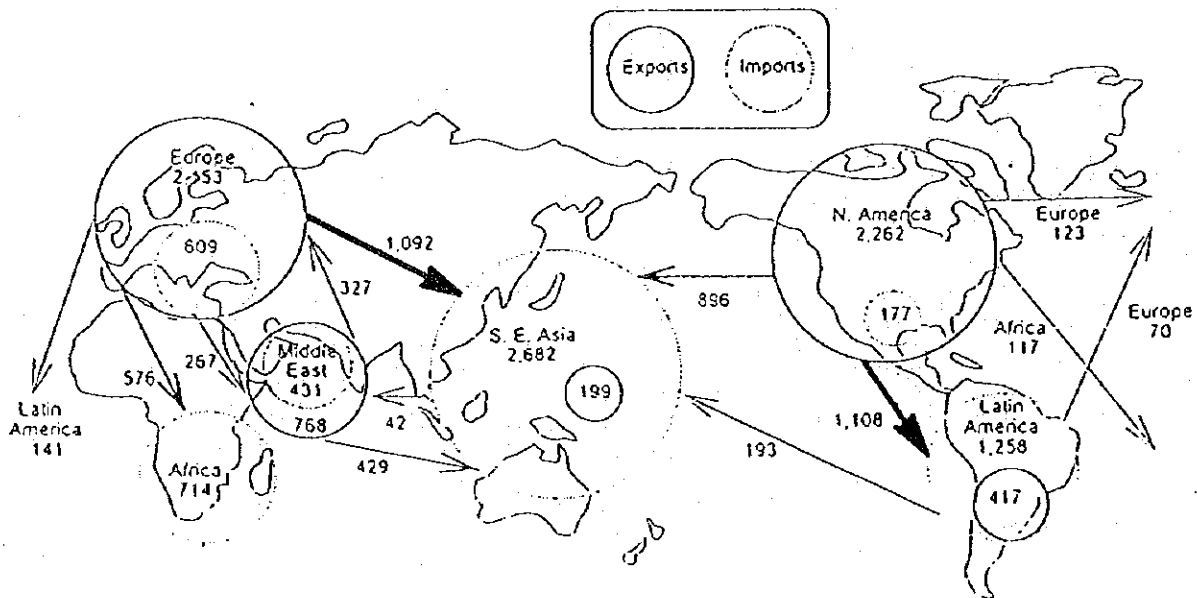 Exports
Imports
Europe
609
1,092
327
N. America
2,262
Europe
123
896
177
Africa
117
Europe
70
S. E. Asia
2,682
199
Middle
East
431
768
42
267
576
Latin
America
141
429
Africa
714
1,108
193
Latin
America
1,258
417